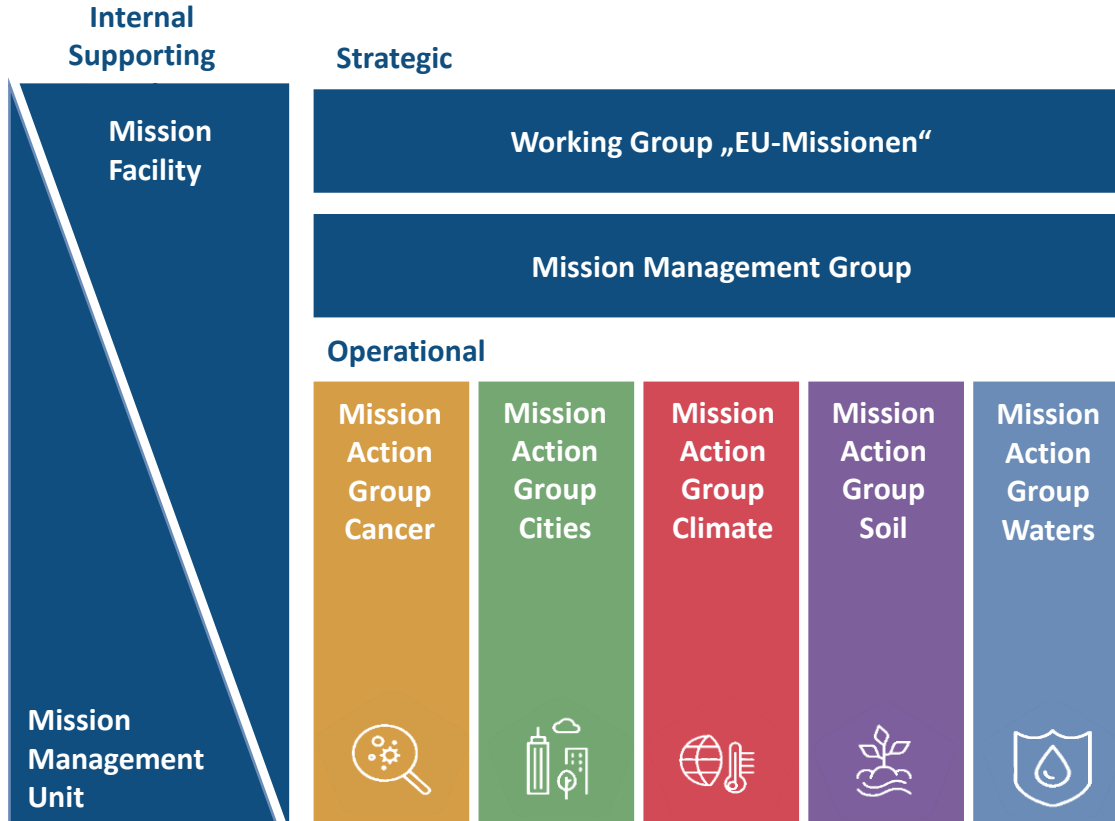 Internal
Supporting
Strategic
Mission
Facility
Working Group „EU-Missionen“
Mission Management Group
Operational
Mission
Action
Group
Cancer
Mission
Action
Group
Cities
Mission
Action
Group
Climate
Mission
Action
Group
Soil
Mission
Action
Group
Waters
Mission
Management
Unit